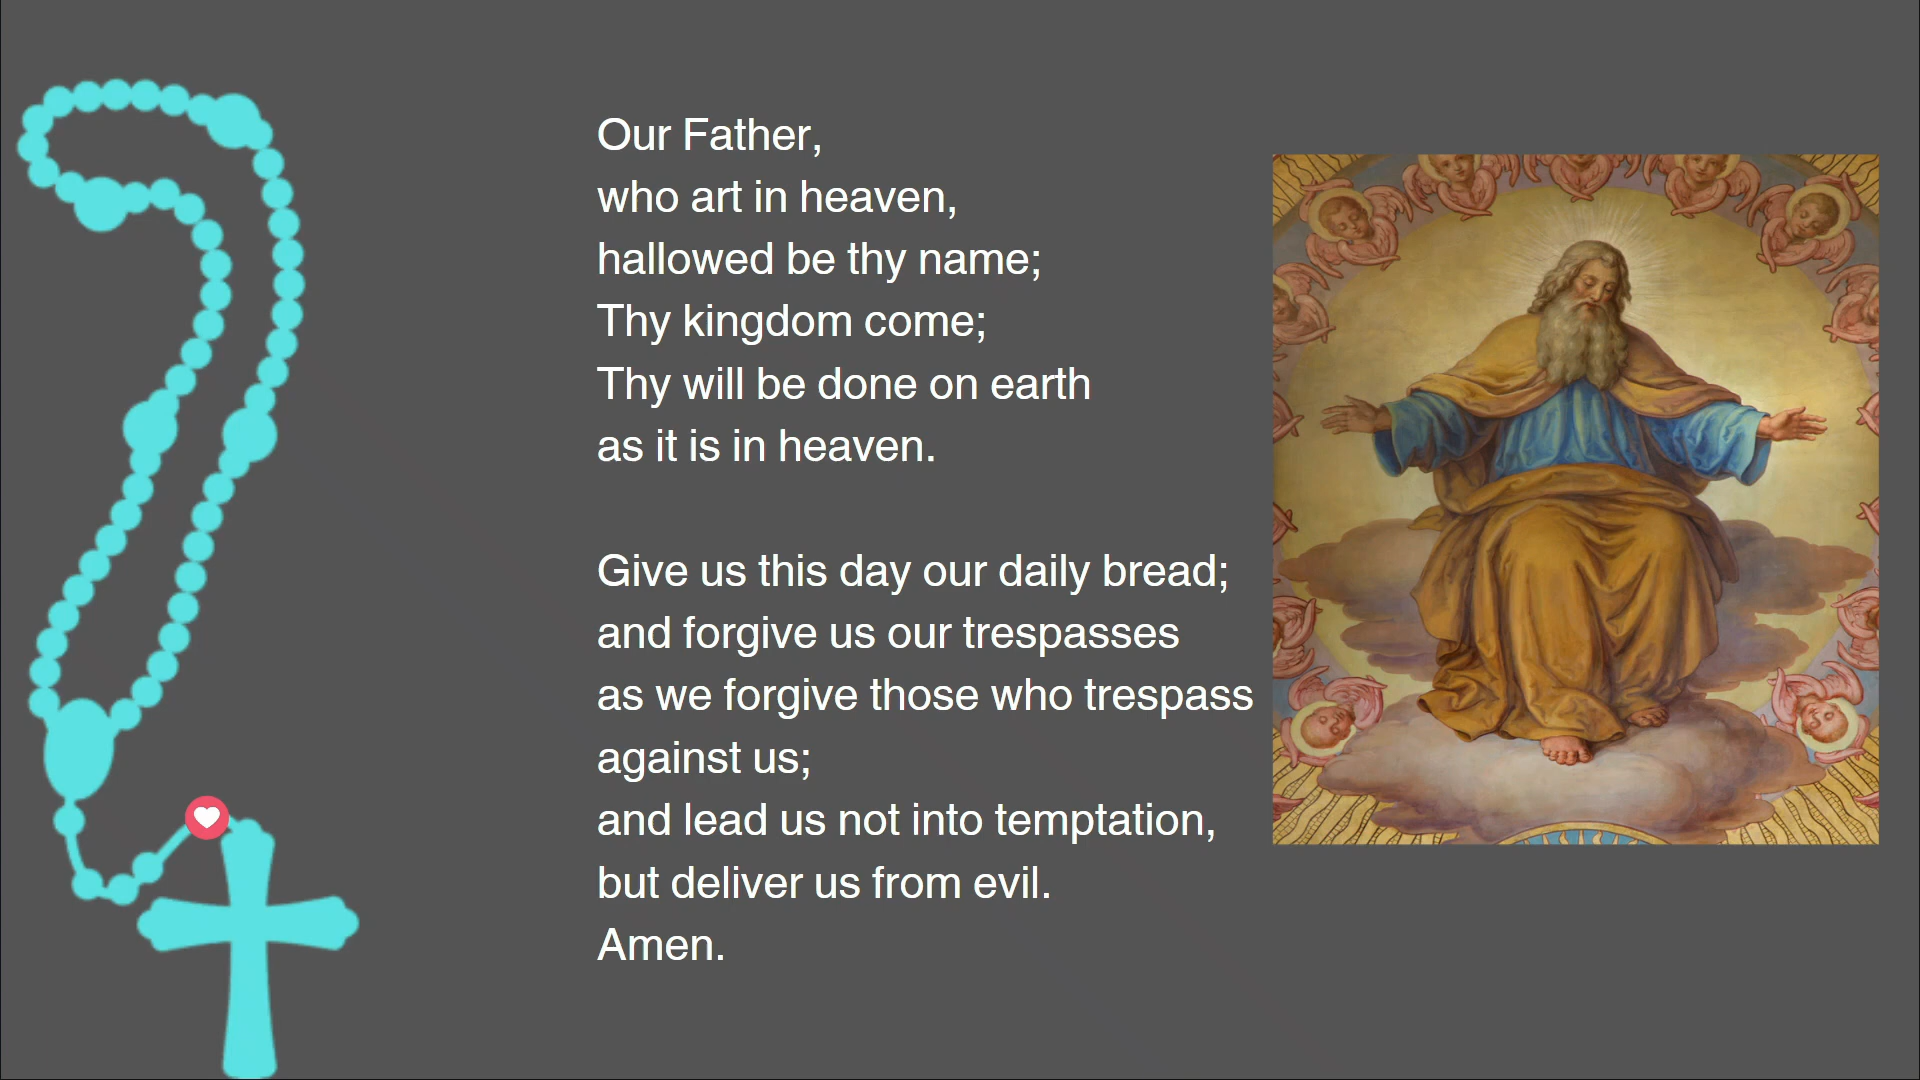 Our Father,
who art in heaven,
hallowed be thy name;
Thy kingdom come;
Thy will be done on earth
as it is in heaven.
Give us this day our daily bread;
and forgive us our trespasses
as we forgive those who trespass
against us;
and lead us not into temptation,
but deliver us from evil.
Amen.